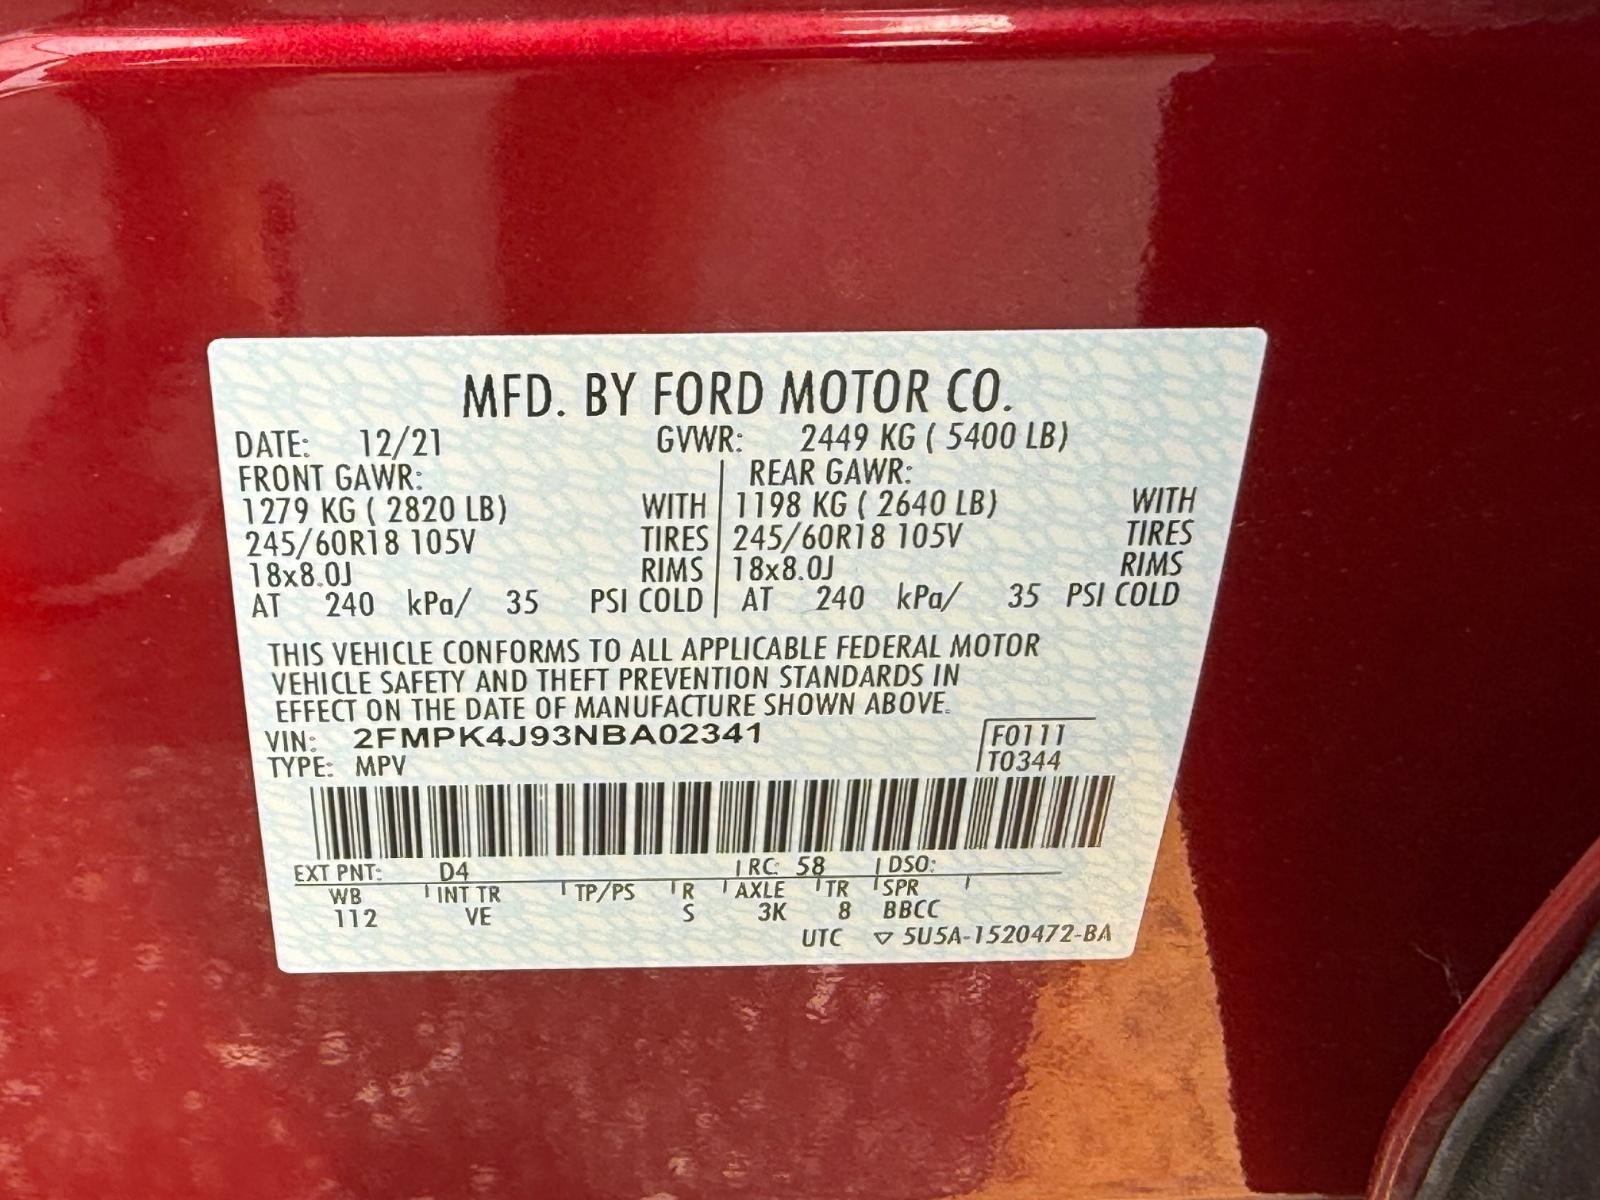 MFD. BY FORD MOTOR CO.
DATE: 12/21 GVWR: 2449 KG ( 5400 LB)
FRONT GAWR: REAR GAWR:
1279 KG ( 2820 LB) WITH 1198 KG ( 2640 LB) WITH
245/60R18 105V TIRES 245/60R18 105V TIRES
18x8.0J RIMS 18x8.0J RIMS
AT 240 kPa/ 35 PSI COLD AT 240 kPa/ 35 PSI COLD
THIS VEHICLE CONFORMS TO ALL APPLICABLE FEDERAL MOTOR
VEHICLE SAFETY AND THEFT PREVENTION STANDARDS IN
EFFECT ON THE DATE OF MANUFACTURE SHOWN ABOVE.
VIN: 2FMPK4J93NBA02341 F0111
TYPE: MPV T0344
EXT PNT: D4 RC: 58 DSO:
WB INT TR TP/PS R AXLE TR SPR
112 VE S 3K 8 BBCC
UTC ▽ 5U5A-1520472-BA